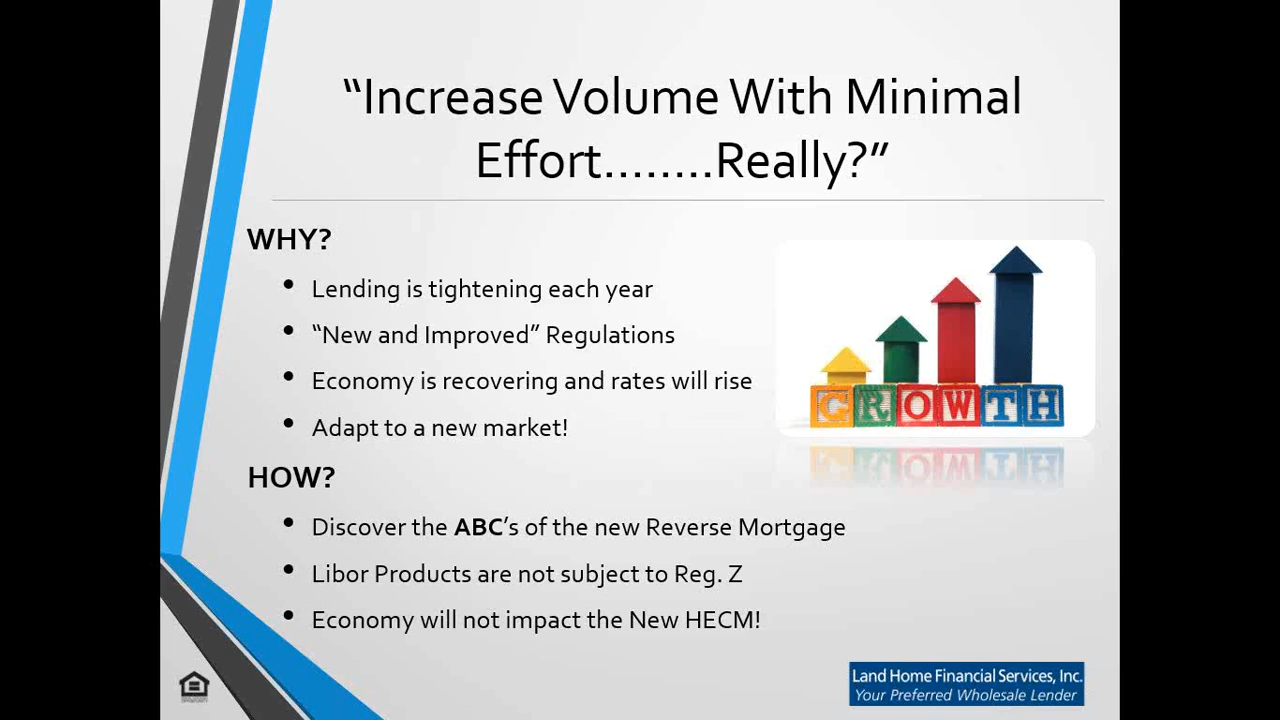 “Increase Volume With Minimal
Effort........Really?”
WHY?
• Lending is tightening each year
• “New and Improved” Regulations
• Economy is recovering and rates will rise
• Adapt to a new market!
GROWTH
HOW?
• Discover the ABC’s of the new Reverse Mortgage
• Libor Products are not subject to Reg. Z
• Economy will not impact the New HECM!
Land Home Financial Services, Inc.
Your Preferred Wholesale Lender